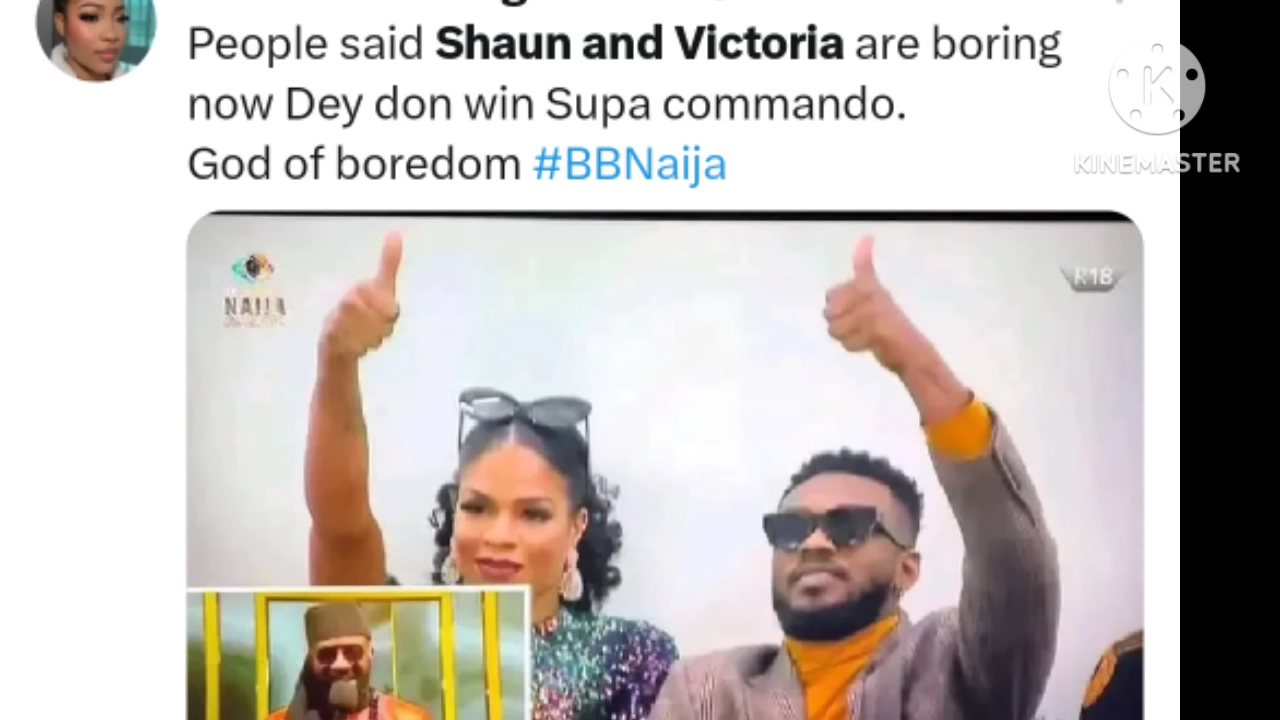 People said Shaun and Victoria are boring
now Dey don win Supa commando.
God of boredom #BBNaija
KINEMASTER
NAIJA
R18